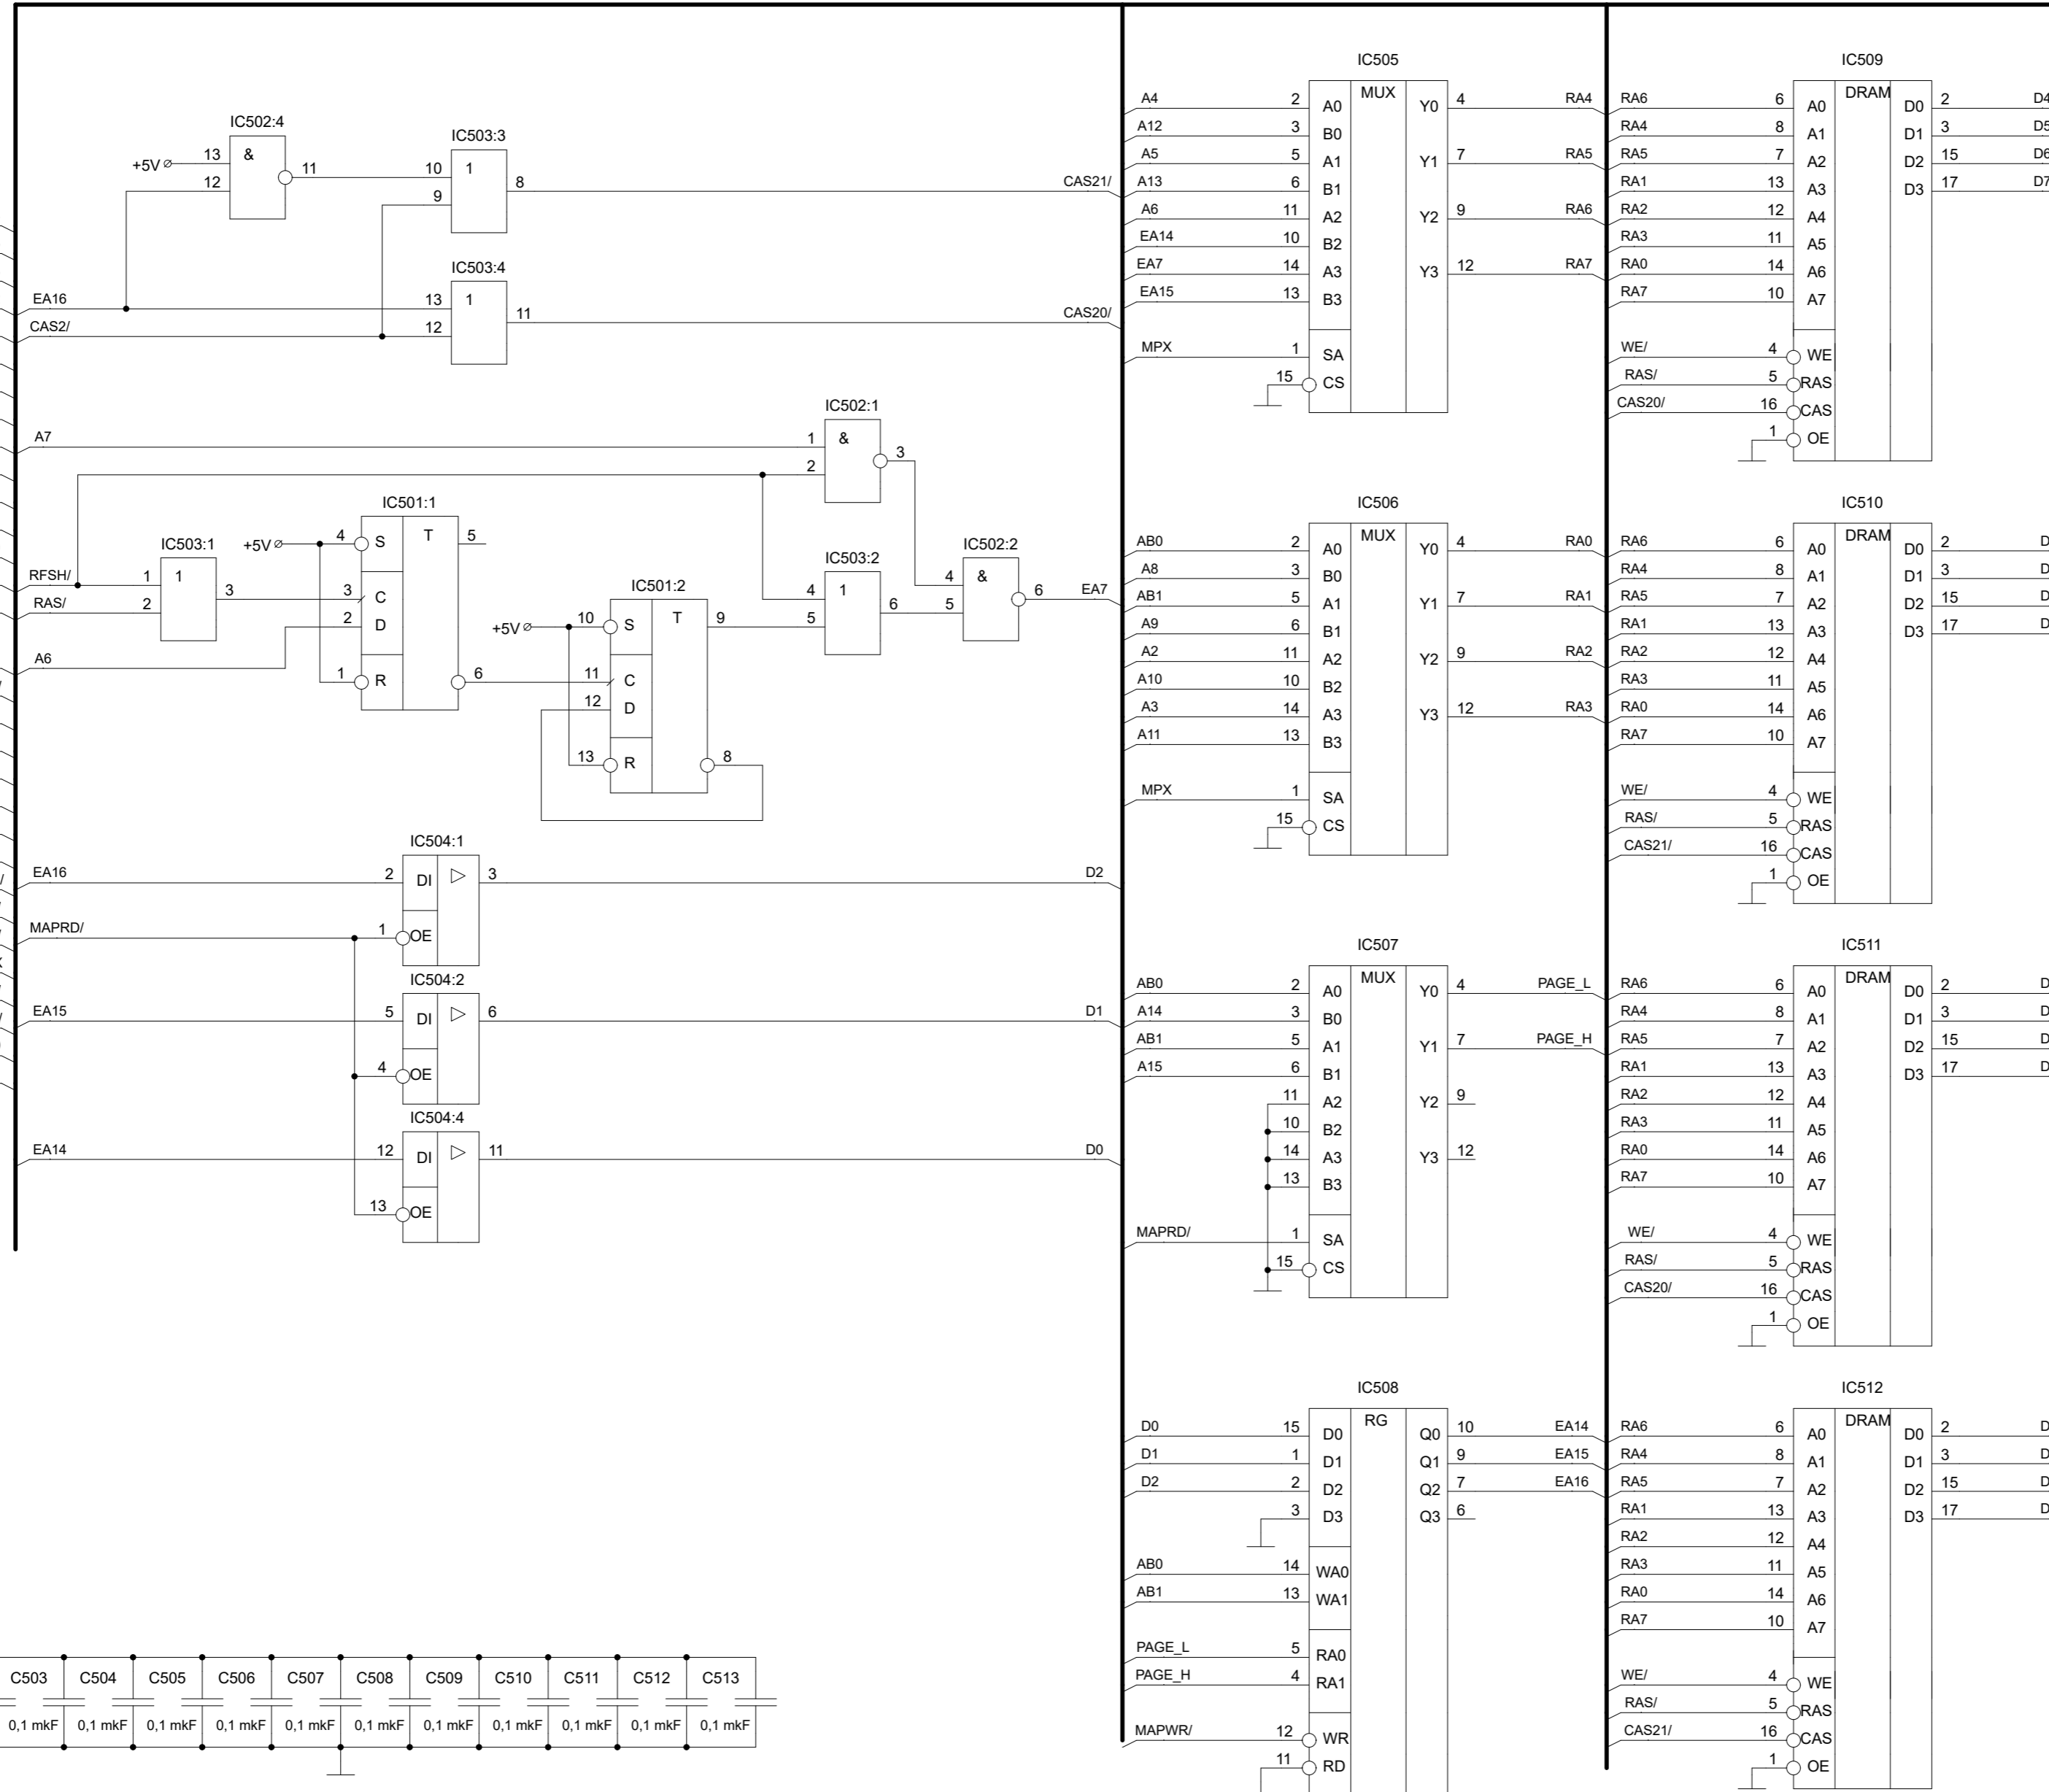 IC502:4
+5V
13
12
&
11
IC503:3
10
9
1
8
CAS21/
IC503:4
EA16
13
CAS2/
12
1
11
CAS20/
IC502:1
A7
1
2
&
3
IC501:1
+5V
4
S
T
5
3
C
2
D
1
R
6
IC503:1
RFSH/
1
RAS/
2
1
3
A6
IC501:2
+5V
10
S
T
9
11
C
12
D
13
R
8
IC503:2
4
5
1
6
IC502:2
4
5
&
6
EA7
IC504:1
EA16
2
DI
3
D2
MAPRD/
1
OE
IC504:2
EA15
5
DI
6
D1
4
OE
IC504:4
EA14
12
DI
11
D0
13
OE
C503
C504
C505
C506
C507
C508
C509
C510
C511
C512
C513
0,1 mkF
0,1 mkF
0,1 mkF
0,1 mkF
0,1 mkF
0,1 mkF
0,1 mkF
0,1 mkF
0,1 mkF
0,1 mkF
0,1 mkF
IC505
MUX
A4 2 A0 Y0 4 RA4
A12 3 B0
A5 5 A1 Y1 7 RA5
A13 6 B1
A6 11 A2 Y2 9 RA6
EA14 10 B2
EA7 14 A3 Y3 12 RA7
EA15 13 B3
MPX 1 SA
15 CS
IC506
MUX
AB0 2 A0 Y0 4 RA0
A8 3 B0
AB1 5 A1 Y1 7 RA1
A9 6 B1
A2 11 A2 Y2 9 RA2
A10 10 B2
A3 14 A3 Y3 12 RA3
A11 13 B3
MPX 1 SA
15 CS
IC507
MUX
AB0 2 A0 Y0 4 PAGE_L
A14 3 B0
AB1 5 A1 Y1 7 PAGE_H
A15 6 B1
11 A2 Y2 9
10 B2
14 A3 Y3 12
13 B3
MAPRD/ 1 SA
15 CS
IC508
RG
D0 15 D0 Q0 10 EA14
D1 1 D1 Q1 9 EA15
D2 2 D2 Q2 7 EA16
3 D3 Q3 6
AB0 14 WA0
AB1 13 WA1
PAGE_L 5 RA0
PAGE_H 4 RA1
MAPWR/ 12 WR
11 RD
IC509
DRAM
RA6 6 A0 D0 2 D4
RA4 8 A1 D1 3 D5
RA5 7 A2 D2 15 D6
RA1 13 A3 D3 17 D7
RA2 12 A4
RA3 11 A5
RA0 14 A6
RA7 10 A7
WE/ 4 WE
RAS/ 5 RAS
CAS20/ 16 CAS
1 OE
IC510
DRAM
RA6 6 A0 D0 2 D
RA4 8 A1 D1 3 D
RA5 7 A2 D2 15 D
RA1 13 A3 D3 17 D
RA2 12 A4
RA3 11 A5
RA0 14 A6
RA7 10 A7
WE/ 4 WE
RAS/ 5 RAS
CAS21/ 16 CAS
1 OE
IC511
DRAM
RA6 6 A0 D0 2 D
RA4 8 A1 D1 3 D
RA5 7 A2 D2 15 D
RA1 13 A3 D3 17 D
RA2 12 A4
RA3 11 A5
RA0 14 A6
RA7 10 A7
WE/ 4 WE
RAS/ 5 RAS
CAS20/ 16 CAS
1 OE
IC512
DRAM
RA6 6 A0 D0 2 D
RA4 8 A1 D1 3 D
RA5 7 A2 D2 15 D
RA1 13 A3 D3 17 D
RA2 12 A4
RA3 11 A5
RA0 14 A6
RA7 10 A7
WE/ 4 WE
RAS/ 5 RAS
CAS21/ 16 CAS
1 OE